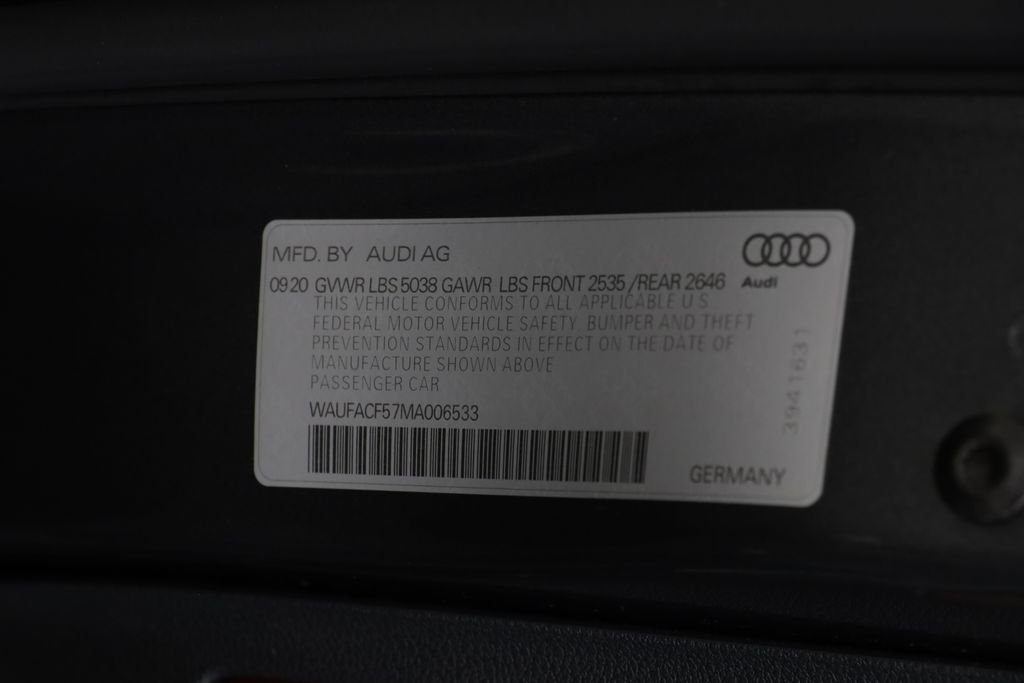 MFD. BY AUDI AG
0920 GVWR LBS 5038 GAWR LBS FRONT 2535 /REAR 2646
Audi
THIS VEHICLE CONFORMS TO ALL APPLICABLE U S
FEDERAL MOTOR VEHICLE SAFETY, BUMPER AND THEFT
PREVENTION STANDARDS IN EFFECT ON THE DATE OF
MANUFACTURE SHOWN ABOVE
PASSENGER CAR
WAUFACF57MA006533
GERMANY
3941631